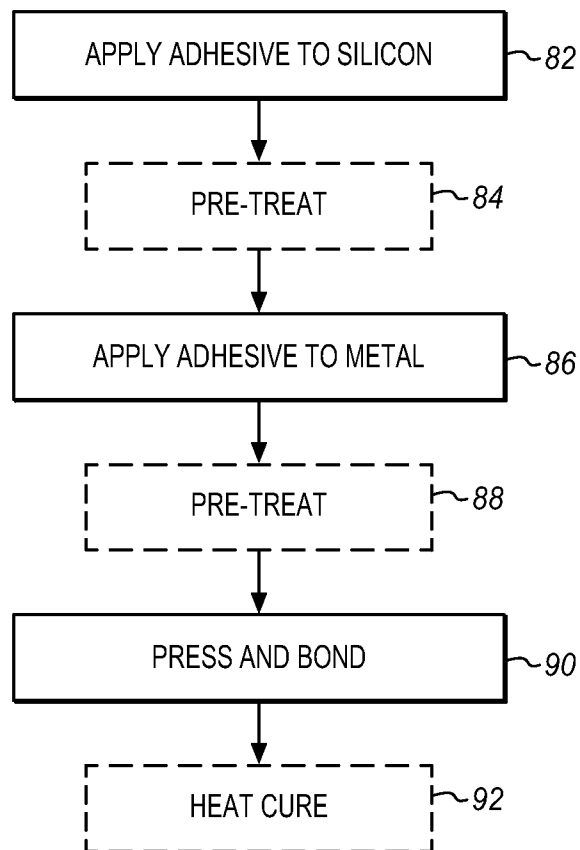 APPLY ADHESIVE TO SILICON 82
PRE-TREAT 84
APPLY ADHESIVE TO METAL 86
PRE-TREAT 88
PRESS AND BOND 90
HEAT CURE 92